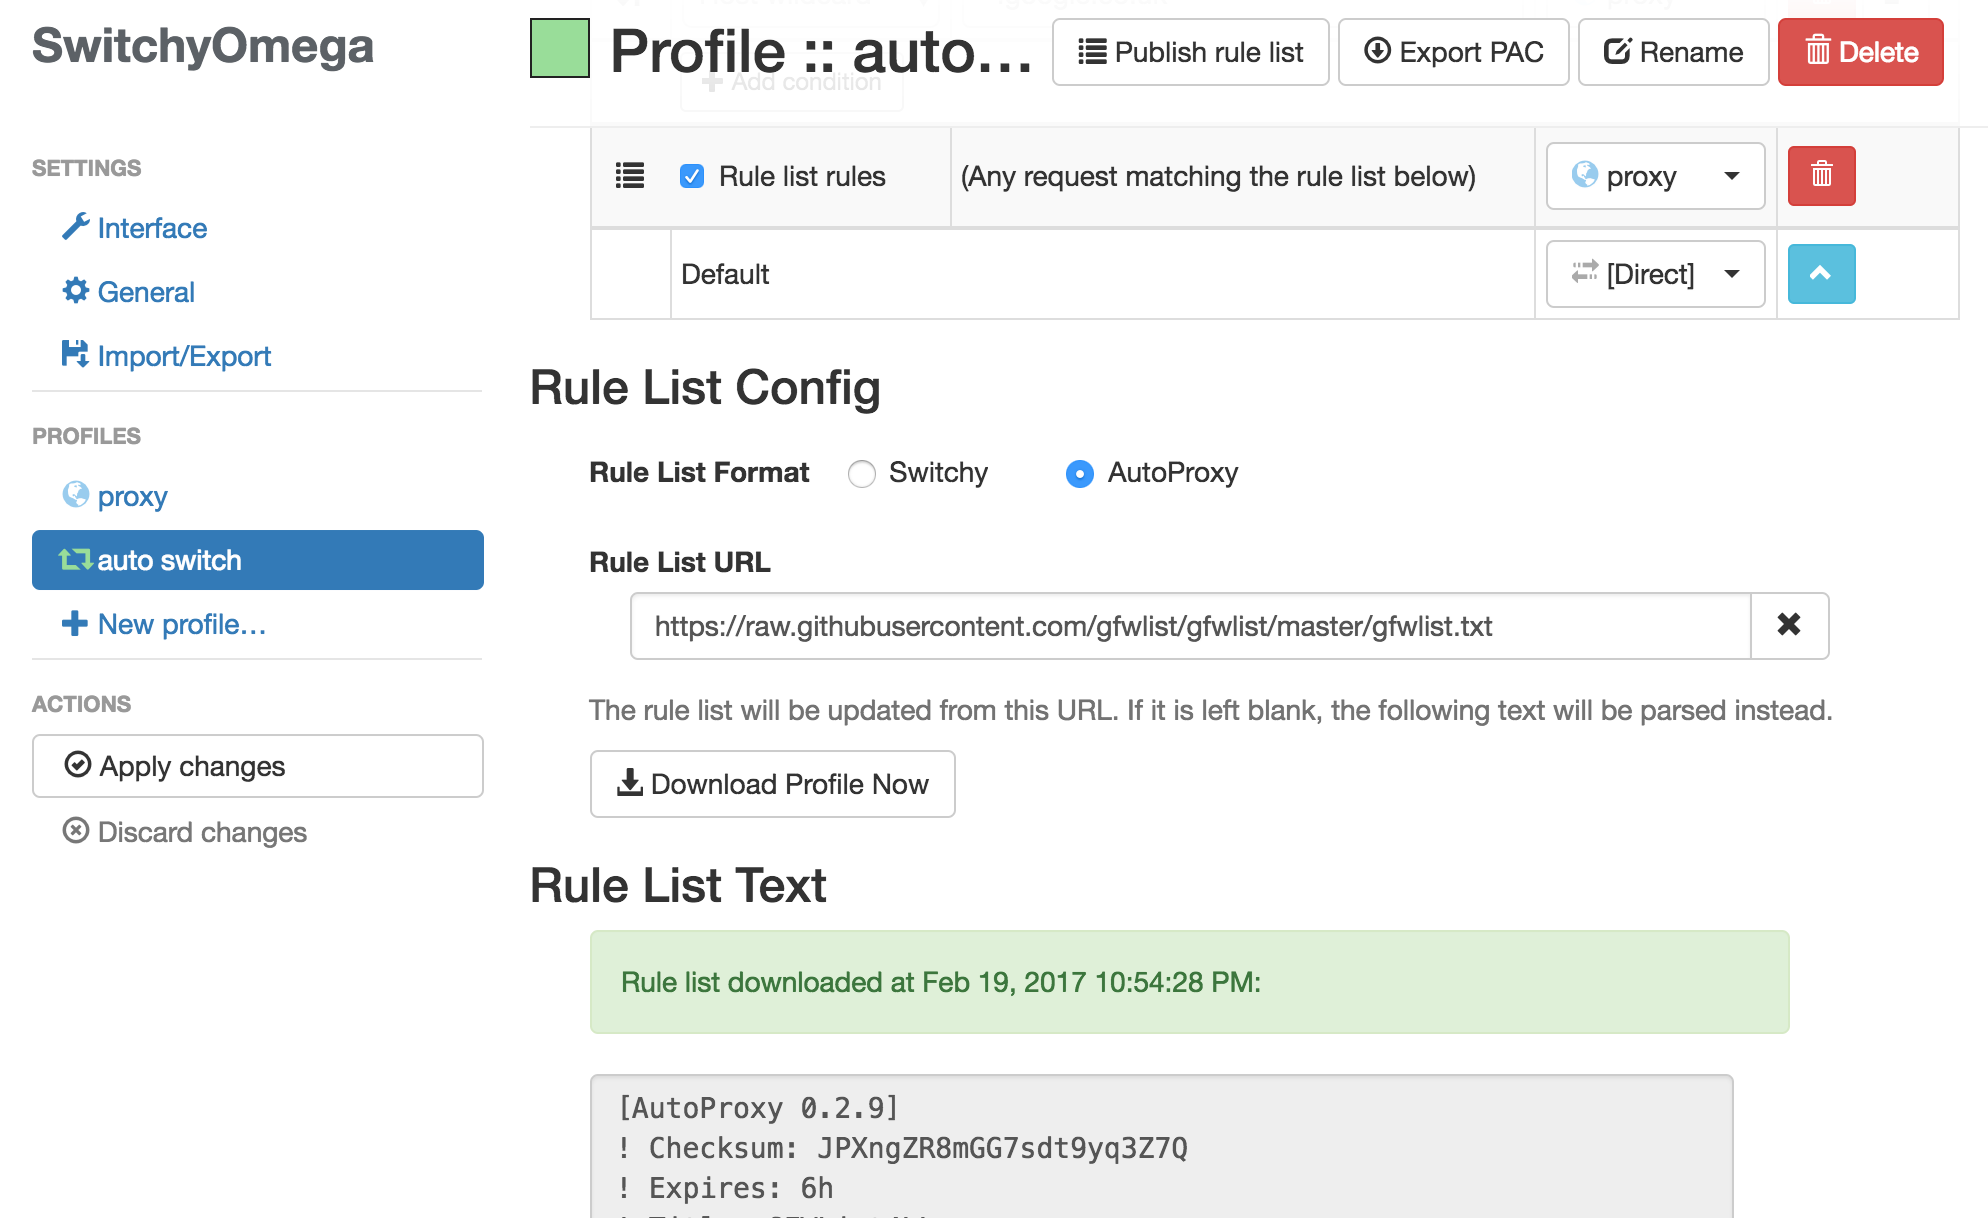 SwitchyOmega
Profile :: auto... Publish rule list Export PAC Rename Delete
Add condition
SETTINGS
Interface
General
Import/Export
PROFILES
proxy
auto switch
New profile...
ACTIONS
Apply changes
Discard changes
Rule list rules (Any request matching the rule list below) proxy
Default [Direct]
Rule List Config
Rule List Format Switchy AutoProxy
Rule List URL
https://raw.githubusercontent.com/gfwlist/gfwlist/master/gfwlist.txt
The rule list will be updated from this URL. If it is left blank, the following text will be parsed instead.
Download Profile Now
Rule List Text
Rule list downloaded at Feb 19, 2017 10:54:28 PM:
[AutoProxy 0.2.9]
! Checksum: JPXngZR8mGG7sdt9yq3Z7Q
! Expires: 6h